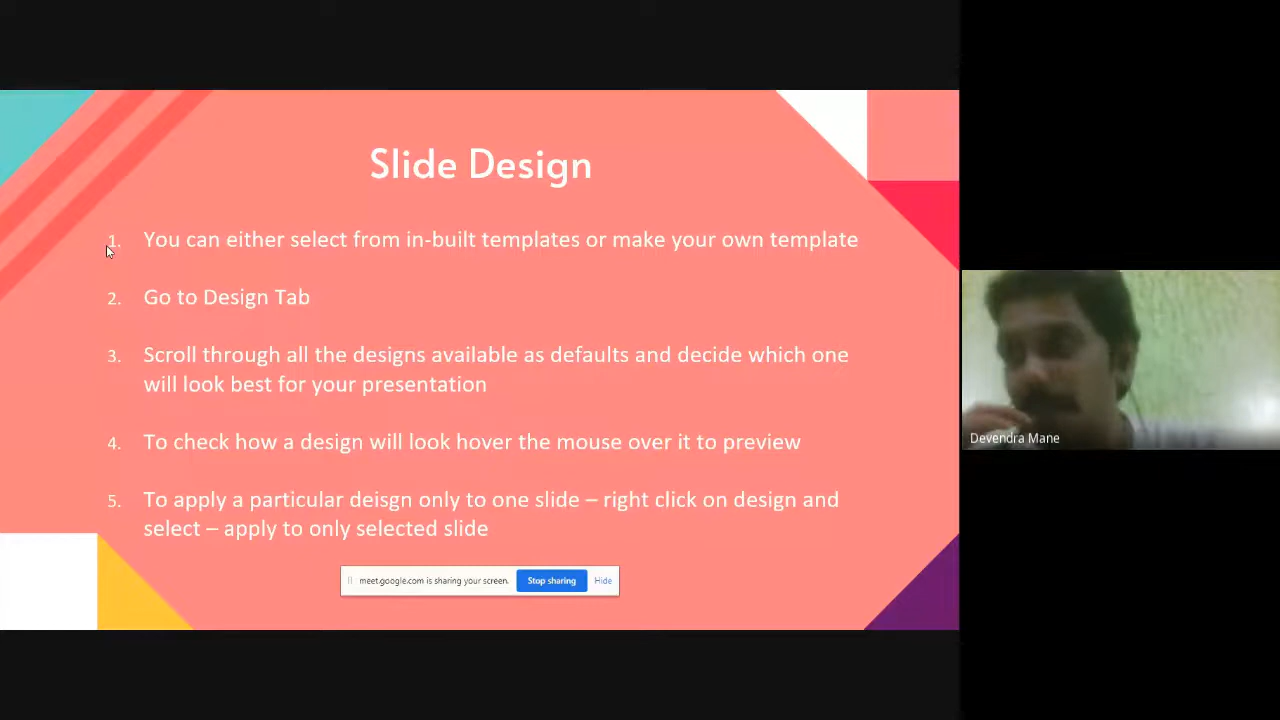 Slide Design
1. You can either select from in-built templates or make your own template
2. Go to Design Tab
3. Scroll through all the designs available as defaults and decide which one
will look best for your presentation
4. To check how a design will look hover the mouse over it to preview
5. To apply a particular deisgn only to one slide – right click on design and
select – apply to only selected slide
meet.google.com is sharing your screen. Stop sharing Hide
Devendra Mane